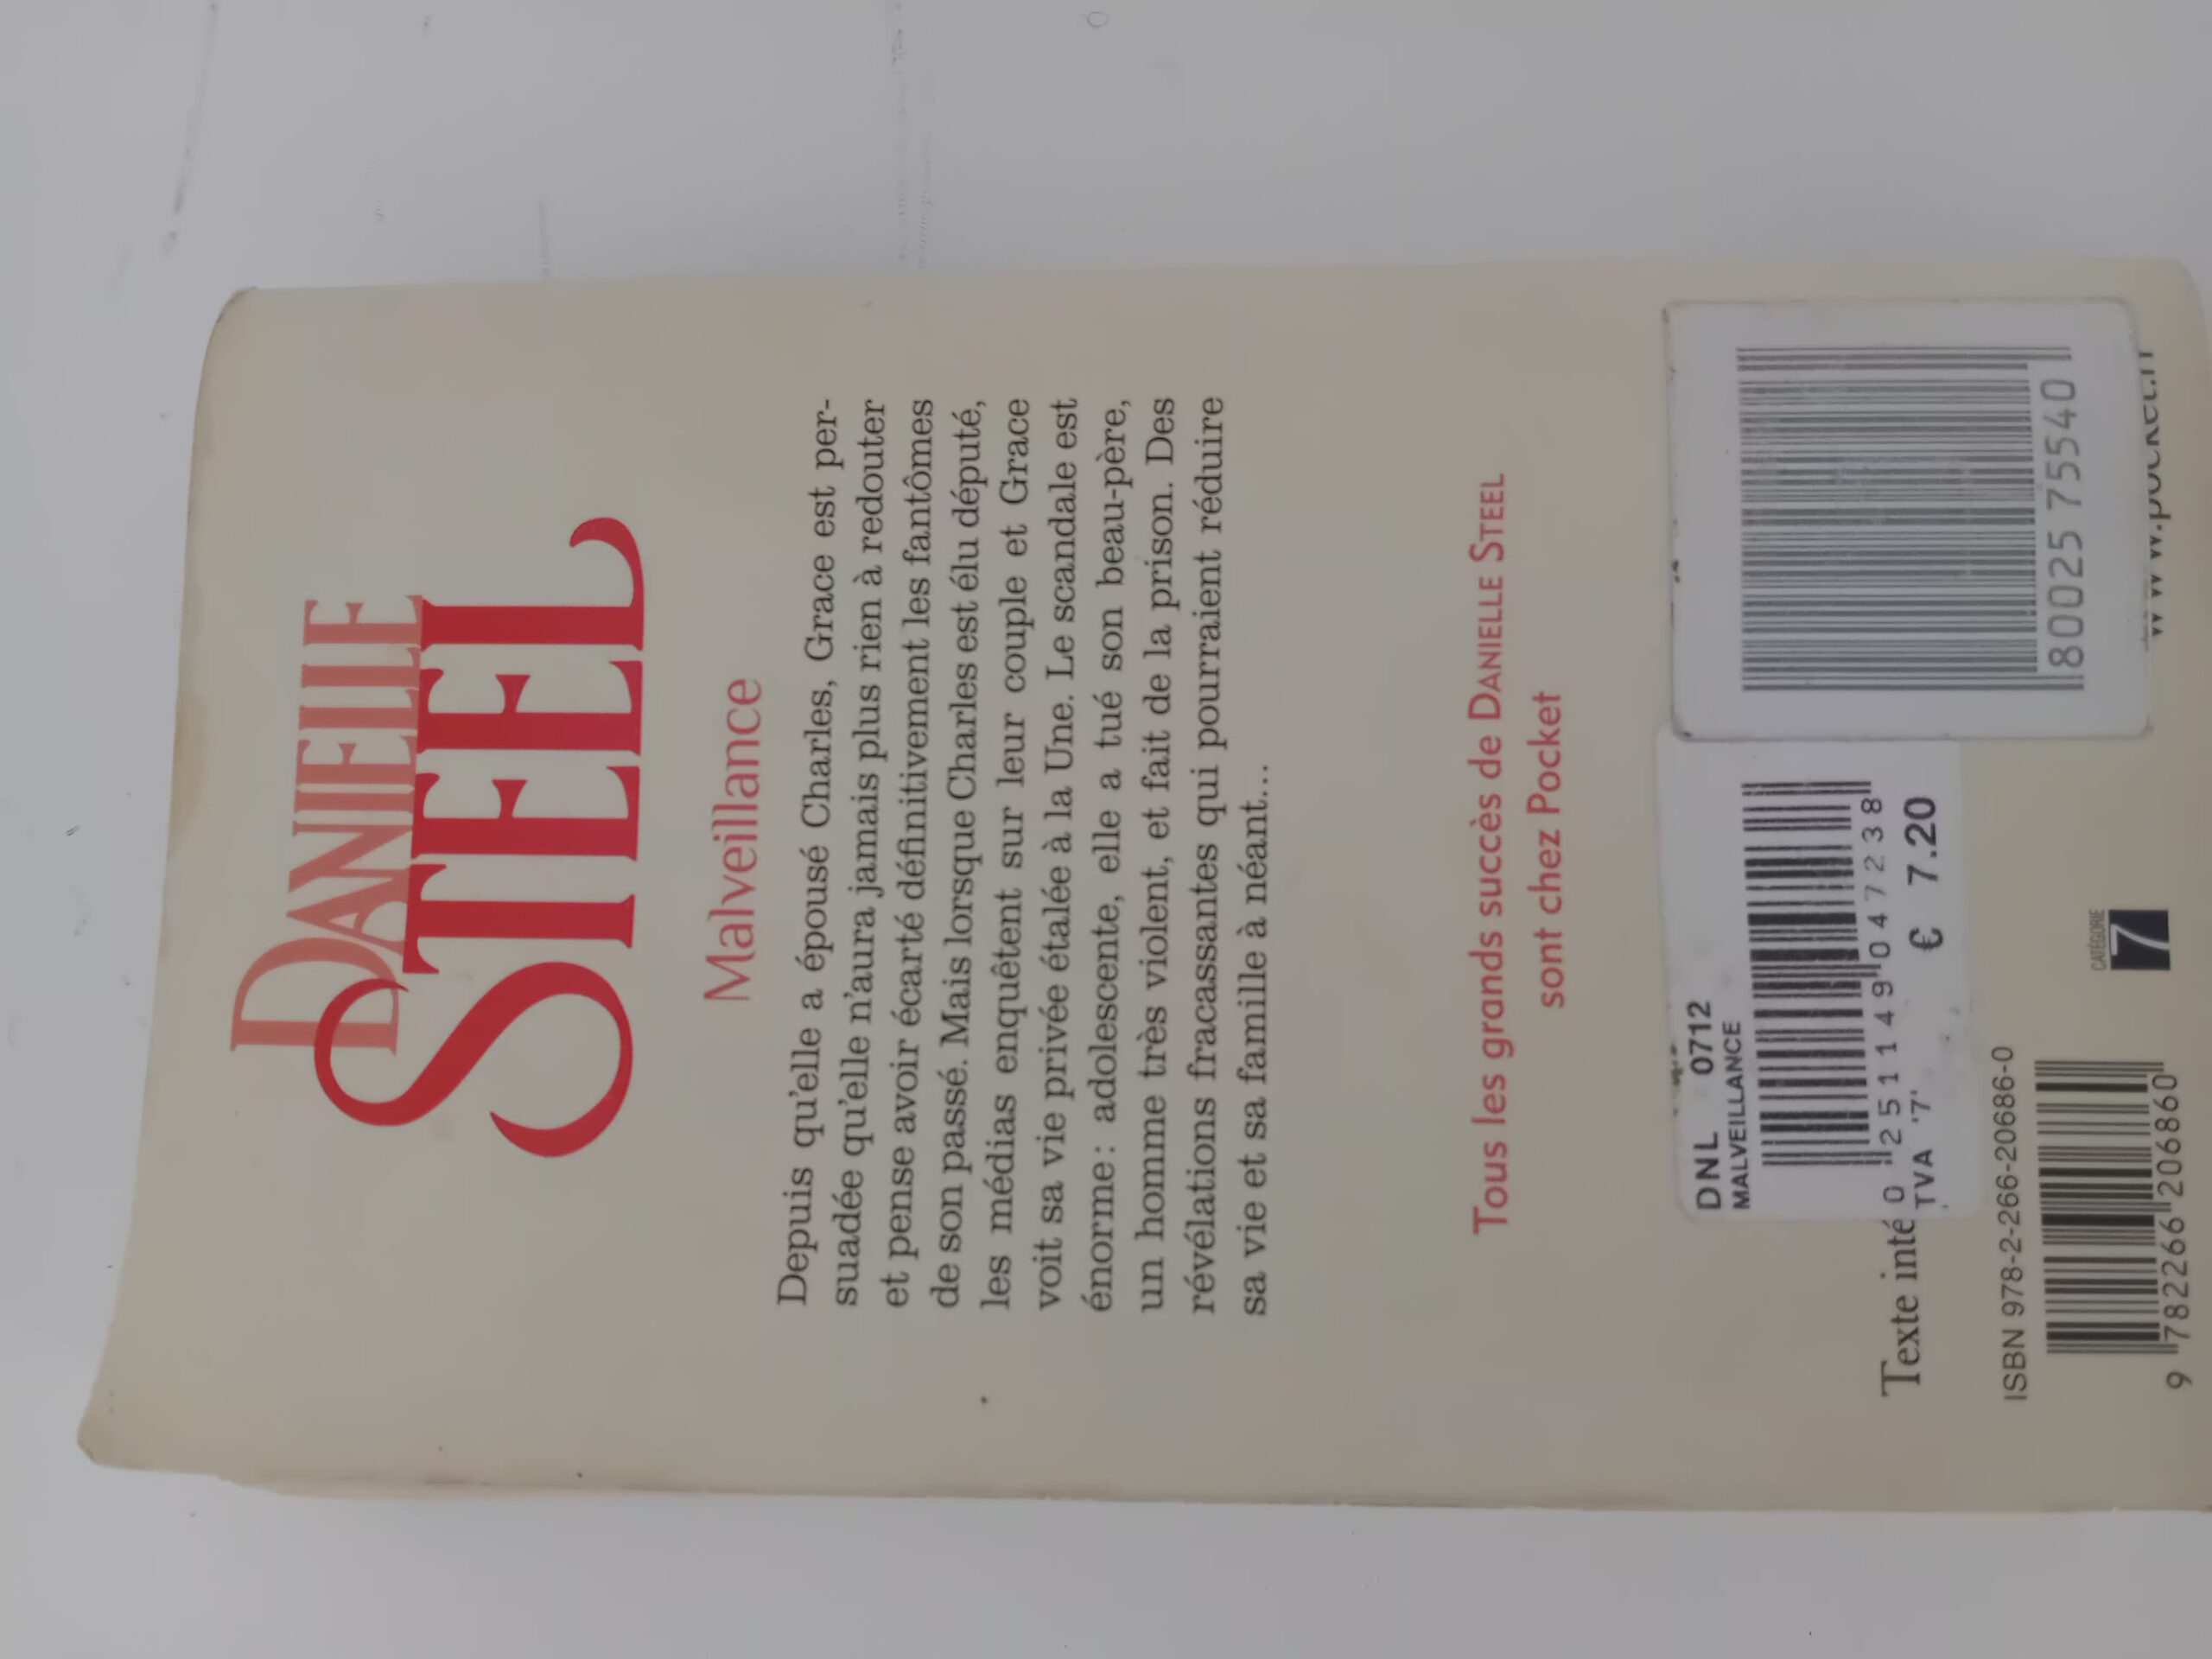 DANIELLE
STEEL
Malveillance
Depuis qu'elle a épousé Charles, Grace est per-
suadée qu'elle n'aura jamais plus rien à redouter
et pense avoir écarté définitivement les fantômes
de son passé. Mais lorsque Charles est élu député,
les médias enquêtent sur leur couple et Grace
voit sa vie privée étalée à la Une. Le scandale est
énorme : adolescente, elle a tué son beau-père,
un homme très violent, et fait de la prison. Des
révélations fracassantes qui pourraient réduire
sa vie et sa famille à néant...
Tous les grands succès de DANIELLE STEEL
sont chez Pocket
DNL 0712
MALVEILLANCE
0 251149 047238
TVA '7' € 7.20
80025 75540
Texte inté
www.pocket.fr
ISBN 978-2-266-20686-0
9 782266 206860
CATÉGORIE
7